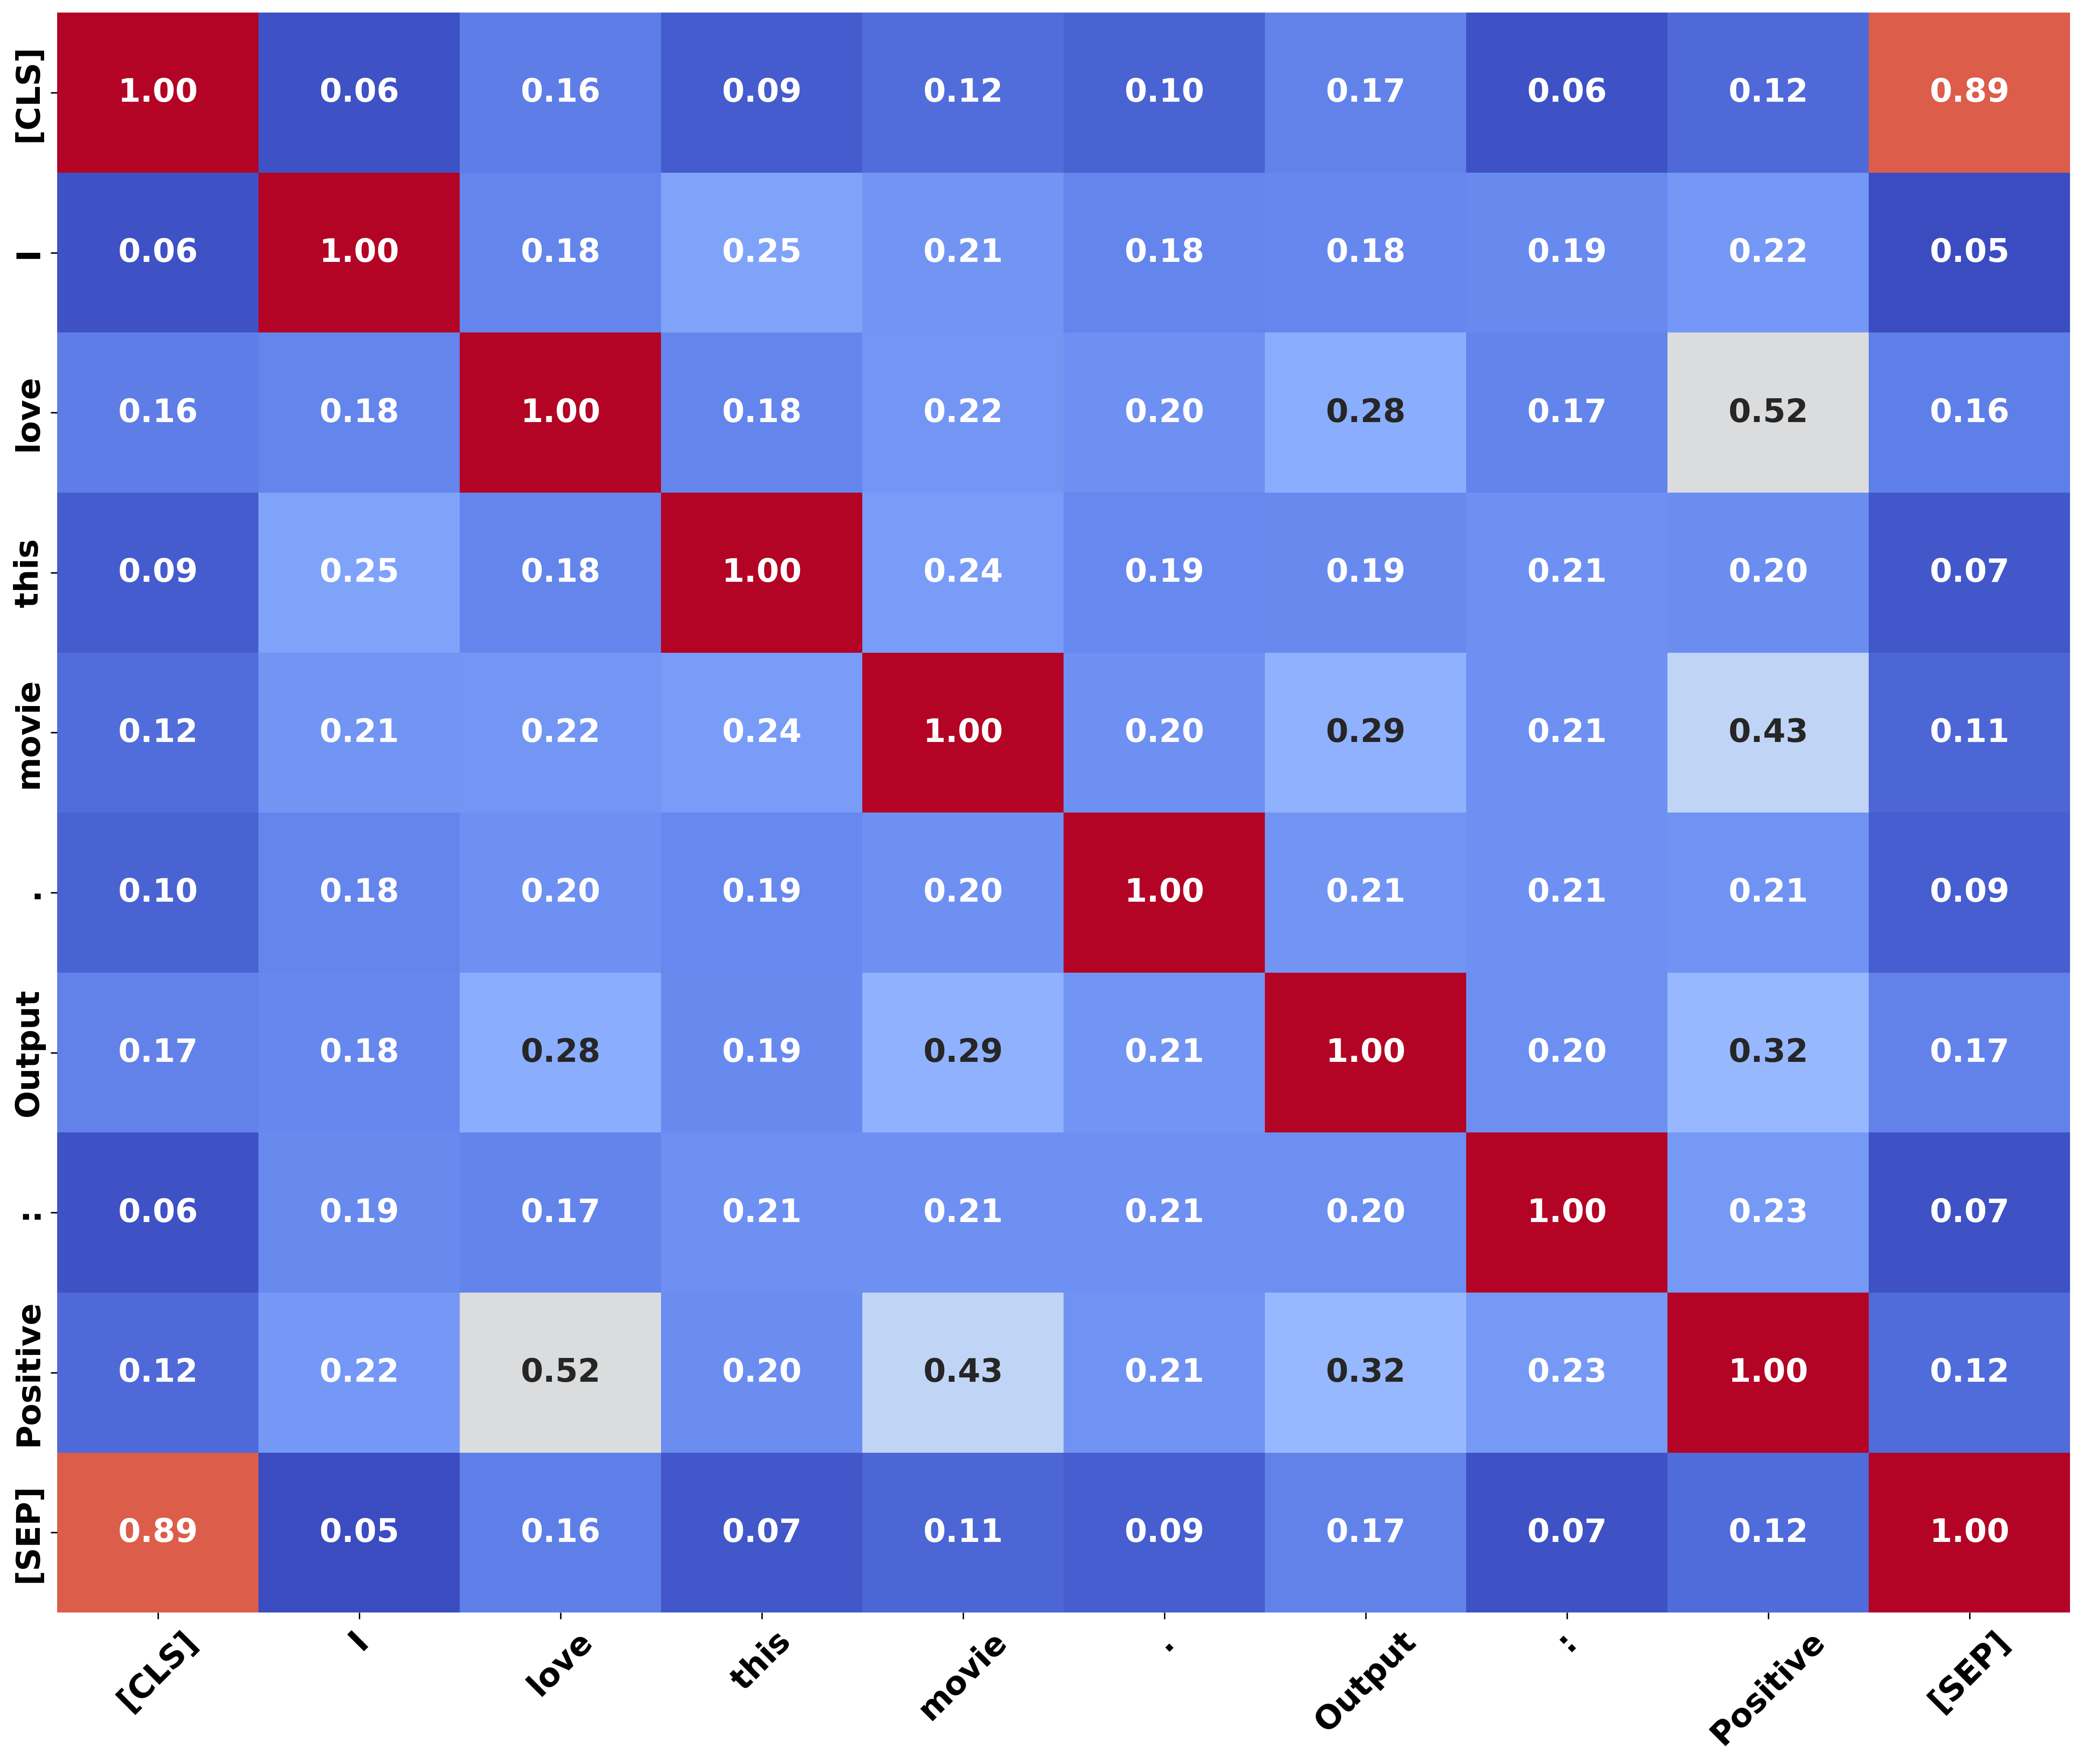 [CLS] 1.00 0.06 0.16 0.09 0.12 0.10 0.17 0.06 0.12 0.89
I 0.06 1.00 0.18 0.25 0.21 0.18 0.18 0.19 0.22 0.05
love 0.16 0.18 1.00 0.18 0.22 0.20 0.28 0.17 0.52 0.16
this 0.09 0.25 0.18 1.00 0.24 0.19 0.19 0.21 0.20 0.07
movie 0.12 0.21 0.22 0.24 1.00 0.20 0.29 0.21 0.43 0.11
. 0.10 0.18 0.20 0.19 0.20 1.00 0.21 0.21 0.21 0.09
Output 0.17 0.18 0.28 0.19 0.29 0.21 1.00 0.20 0.32 0.17
: 0.06 0.19 0.17 0.21 0.21 0.21 0.20 1.00 0.23 0.07
Positive 0.12 0.22 0.52 0.20 0.43 0.21 0.32 0.23 1.00 0.12
[SEP] 0.89 0.05 0.16 0.07 0.11 0.09 0.17 0.07 0.12 1.00
[CLS] I love this movie . Output : Positive [SEP]